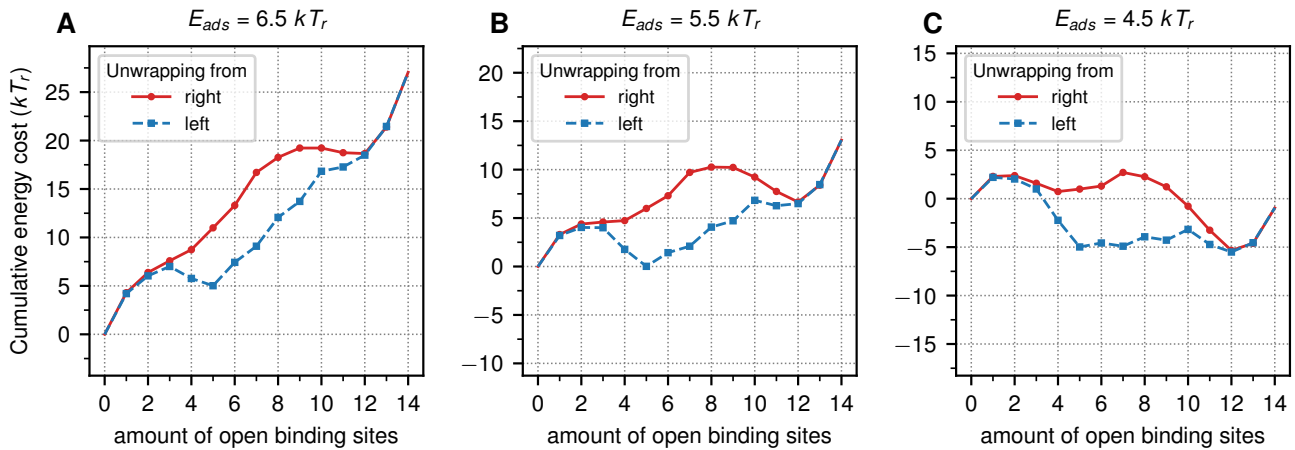 A
E_ads = 6.5 kT_r
Unwrapping from
right
left
Cumulative energy cost (kT_r)
25
20
15
10
5
0
0 2 4 6 8 10 12 14
amount of open binding sites
B
E_ads = 5.5 kT_r
Unwrapping from
right
left
20
15
10
5
0
−5
−10
0 2 4 6 8 10 12 14
amount of open binding sites
C
E_ads = 4.5 kT_r
Unwrapping from
right
left
15
10
5
0
−5
−10
−15
0 2 4 6 8 10 12 14
amount of open binding sites